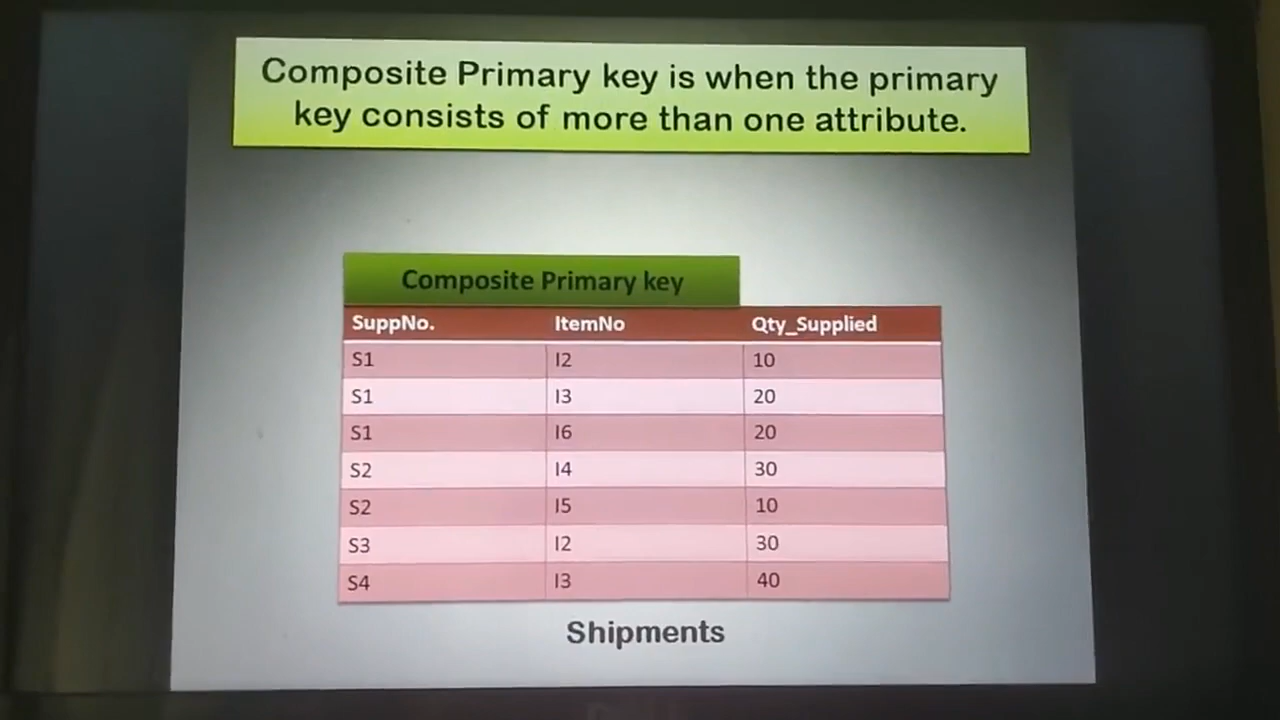 Composite Primary key is when the primary
key consists of more than one attribute.
Composite Primary key
SuppNo. ItemNo Qty_Supplied
S1 I2 10
S1 I3 20
S1 I6 20
S2 I4 30
S2 I5 10
S3 I2 30
S4 I3 40
Shipments